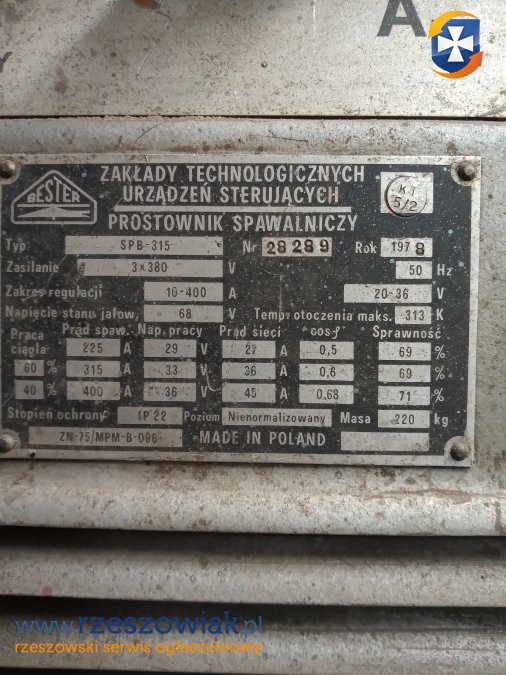 A
BESTER
ZAKŁADY TECHNOLOGICZNYCH
URZĄDZEŃ STERUJĄCYCH
PROSTOWNIK SPAWALNICZY
KT
5/2
Typ SPB-315 Nr 28289 Rok 1978
Zasilanie 3×380 V 50 Hz
Zakres regulacji 10-400 A 20-36 V
Napięcie stanu jałow. 68 V Temp. otoczenia maks. 313 K
Praca ciągła Prąd spaw. Nap. pracy Prąd sieci cosφ Sprawność
225 A 29 V 27 A 0,5 69 %
60 % 315 A 33 V 36 A 0,6 69 %
40 % 400 A 36 V 45 A 0,68 71 %
Stopień ochrony IP 22 Poziom Nienormalizowany Masa 220 kg
ZN-75/MPM-B-086 MADE IN POLAND
www.rzeszowiak.pl
rzeszowski serwis ogłoszeniowy